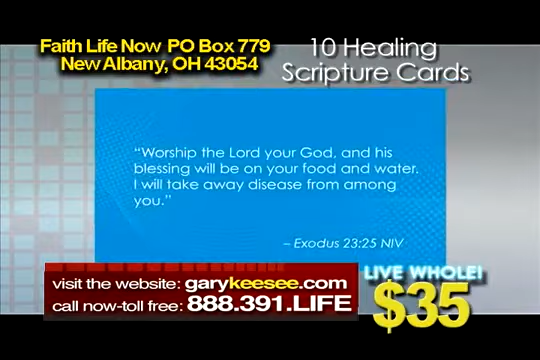 Faith Life Now PO Box 779
New Albany, OH 43054
10 Healing
Scripture Cards
“Worship the Lord your God, and his
blessing will be on your food and water.
I will take away disease from among
you.”
– Exodus 23:25 NIV
visit the website: garykeesee.com
call now-toll free: 888.391.LIFE
LIVE WHOLE!
$35